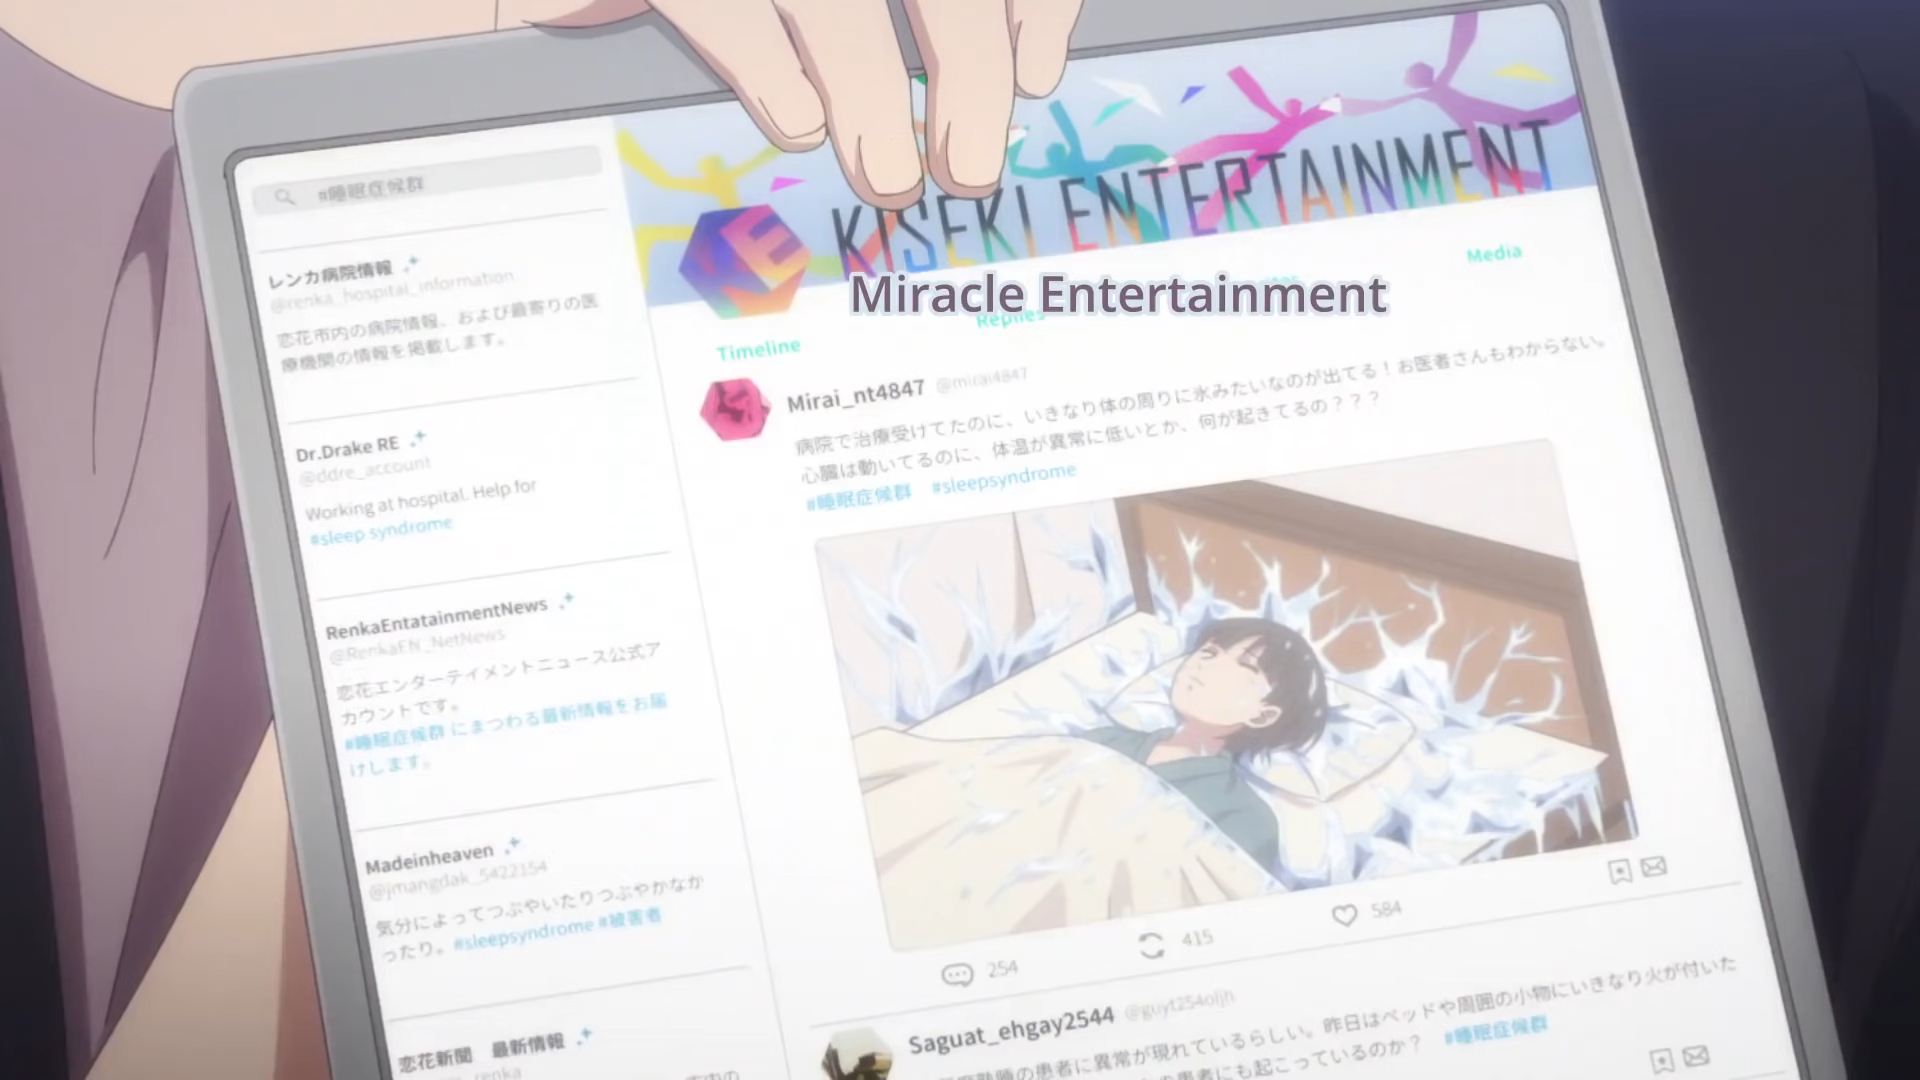 #睡眠症候群
レンカ病院情報
@renka_hospital_information
恋花市内の病院情報、および最寄りの医
療機関の情報を掲載します。
Dr.Drake RE
@ddre_account
Working at hospital. Help for
#sleep syndrome
RenkaEntatainmentNews
@RenkaEN_NetNews
恋花エンターテイメントニュース公式ア
カウントです。
#睡眠症候群 にまつわる最新情報をお届
けします。
Madeinheaven
@jmangdak_5422154
気分によってつぶやいたりつぶやかなか
ったり。#sleepsyndrome #被害者
恋花新聞 最新情報
KISEKI ENTERTAINMENT
Miracle Entertainment
Timeline
Replies
Media
Mirai_nt4847 @mirai4847
病院で治療受けてたのに、いきなり体の周りに氷みたいなのが出てる！お医者さんもわからない。
心臓は動いてるのに、体温が異常に低いとか、何が起きてるの？？？
#睡眠症候群 #sleepsyndrome
254
415
584
Saguat_ehgay2544 @guyt254oljh
の患者に異常が現れているらしい。昨日はベッドや周囲の小物にいきなり火が付いた
の患者にも起こっているのか？ #睡眠症候群